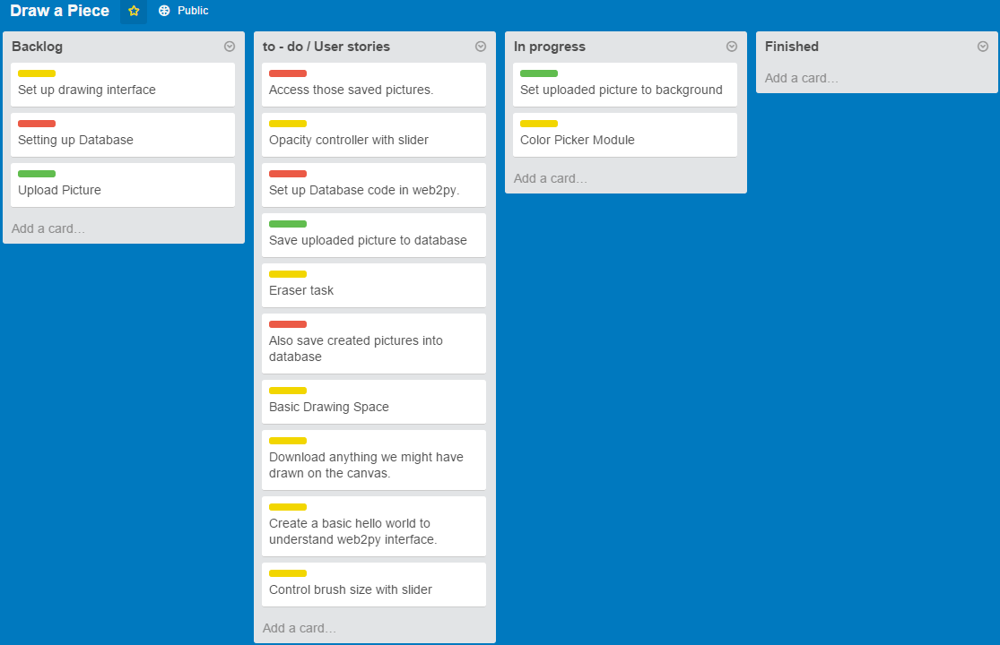 Draw a Piece
Public
Backlog
Set up drawing interface
Setting up Database
Upload Picture
Add a card…
to - do / User stories
Access those saved pictures.
Opacity controller with slider
Set up Database code in web2py.
Save uploaded picture to database
Eraser task
Also save created pictures into
database
Basic Drawing Space
Download anything we might have
drawn on the canvas.
Create a basic hello world to
understand web2py interface.
Control brush size with slider
Add a card…
In progress
Set uploaded picture to background
Color Picker Module
Add a card…
Finished
Add a card…